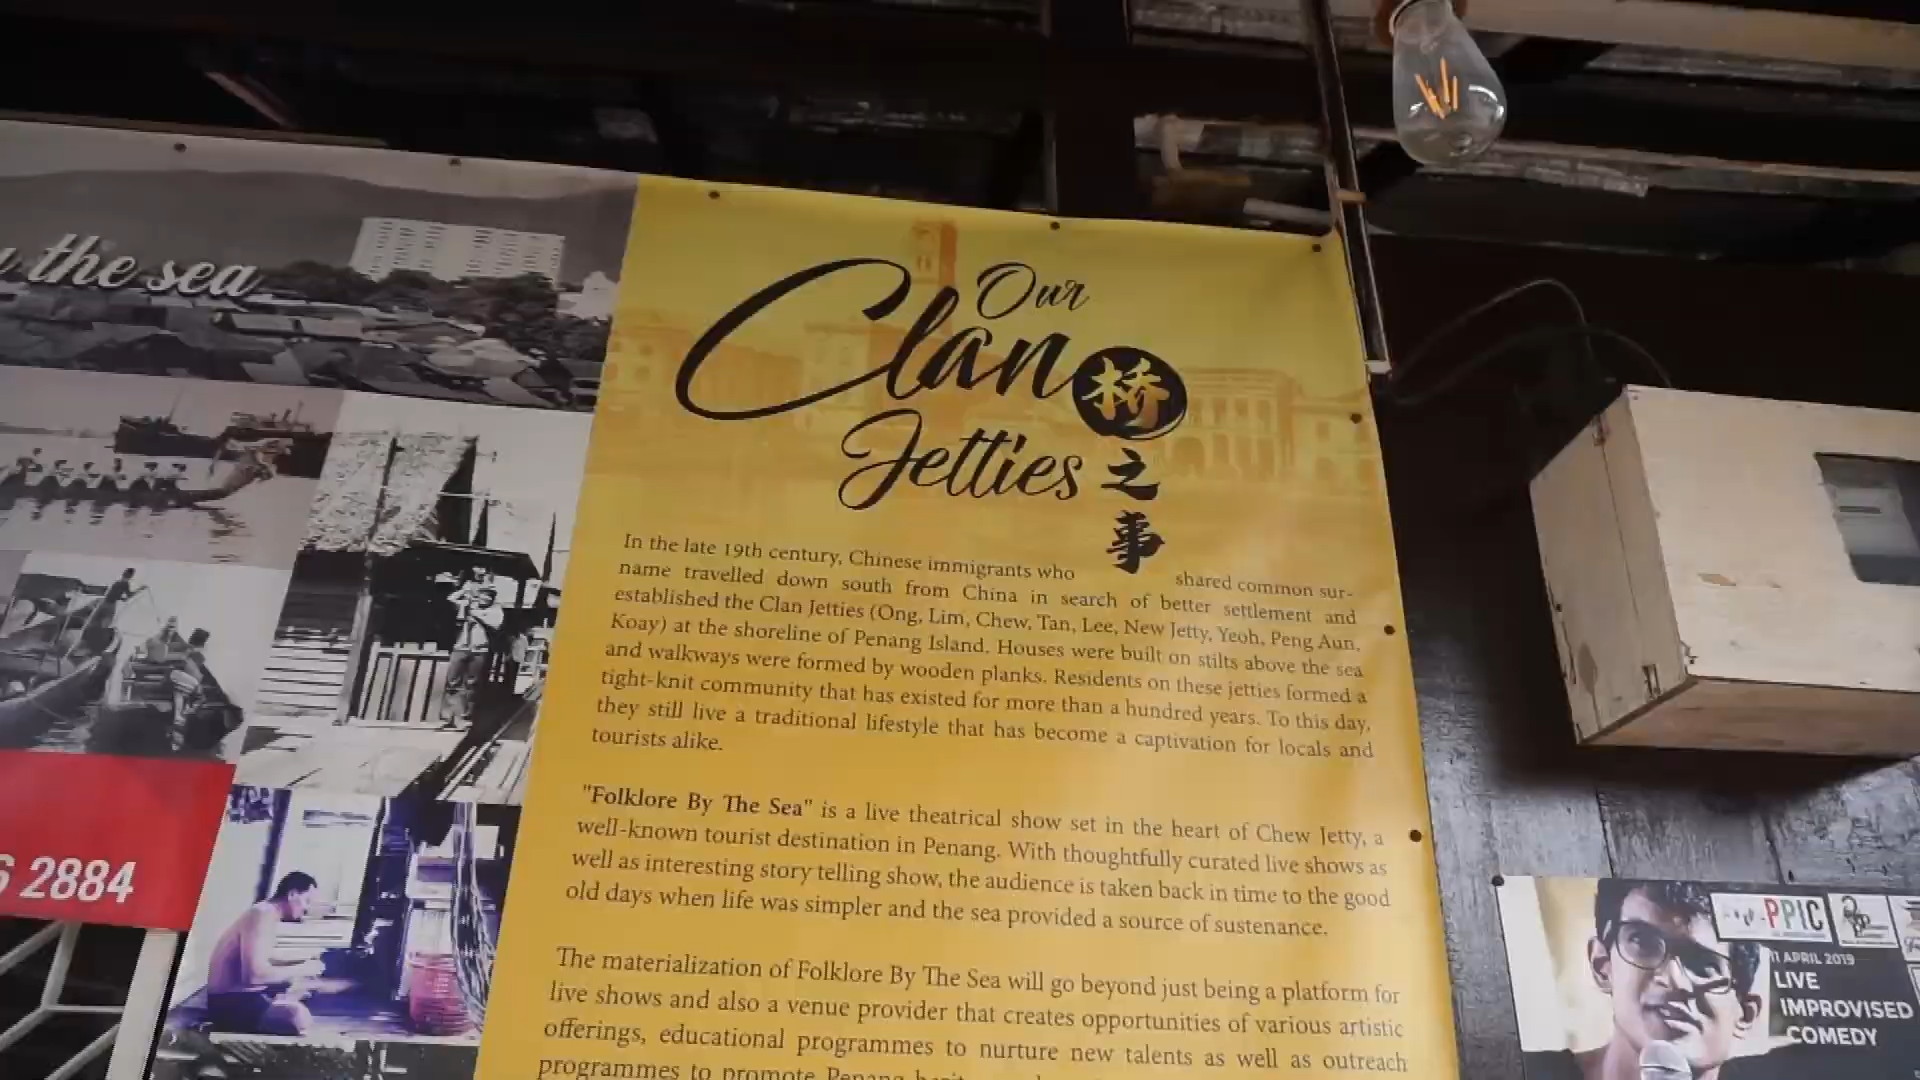 the sea
Our
Clan
Jetties
桥
之
事
In the late 19th century, Chinese immigrants who shared common sur-
name travelled down south from China in search of better settlement and
established the Clan Jetties (Ong, Lim, Chew, Tan, Lee, New Jetty, Yeoh, Peng Aun,
Koay) at the shoreline of Penang Island. Houses were built on stilts above the sea
and walkways were formed by wooden planks. Residents on these jetties formed a
tight-knit community that has existed for more than a hundred years. To this day,
they still live a traditional lifestyle that has become a captivation for locals and
tourists alike.
"Folklore By The Sea" is a live theatrical show set in the heart of Chew Jetty, a
well-known tourist destination in Penang. With thoughtfully curated live shows as
well as interesting story telling show, the audience is taken back in time to the good
old days when life was simpler and the sea provided a source of sustenance.
The materialization of Folklore By The Sea will go beyond just being a platform for
live shows and also a venue provider that creates opportunities of various artistic
offerings, educational programmes to nurture new talents as well as outreach
programmes to promote Penang
2884
PPIC
11 APRIL 2019
LIVE
IMPROVISED
COMEDY